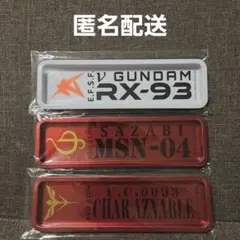 匿名配送
E.F.S.F.
ν GUNDAM
RX-93
SAZABI
MSN-04
U.C.0093
CHAR AZNABLE